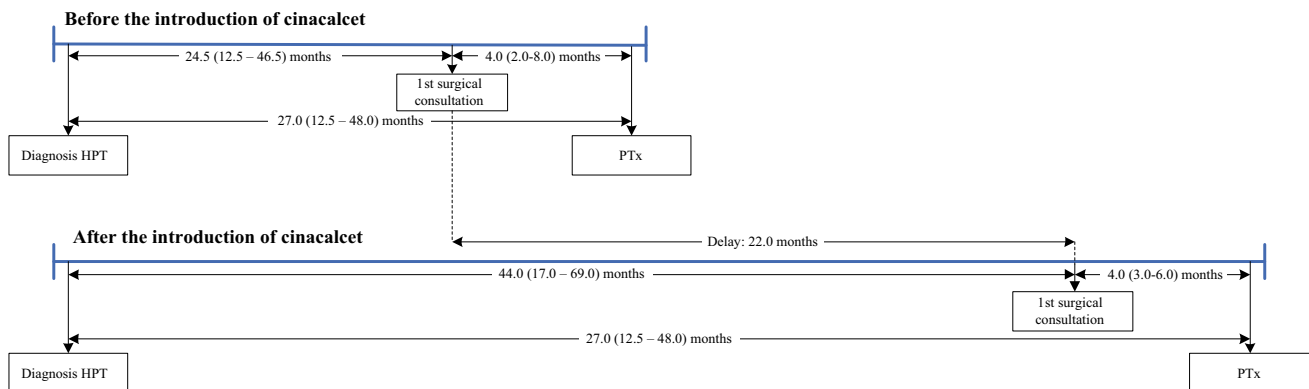 Before the introduction of cinacalcet
24.5 (12.5 – 46.5) months
4.0 (2.0-8.0) months
1st surgical
consultation
27.0 (12.5 – 48.0) months
Diagnosis HPT
PTx
After the introduction of cinacalcet
Delay: 22.0 months
44.0 (17.0 – 69.0) months
4.0 (3.0-6.0) months
1st surgical
consultation
27.0 (12.5 – 48.0) months
Diagnosis HPT
PTx